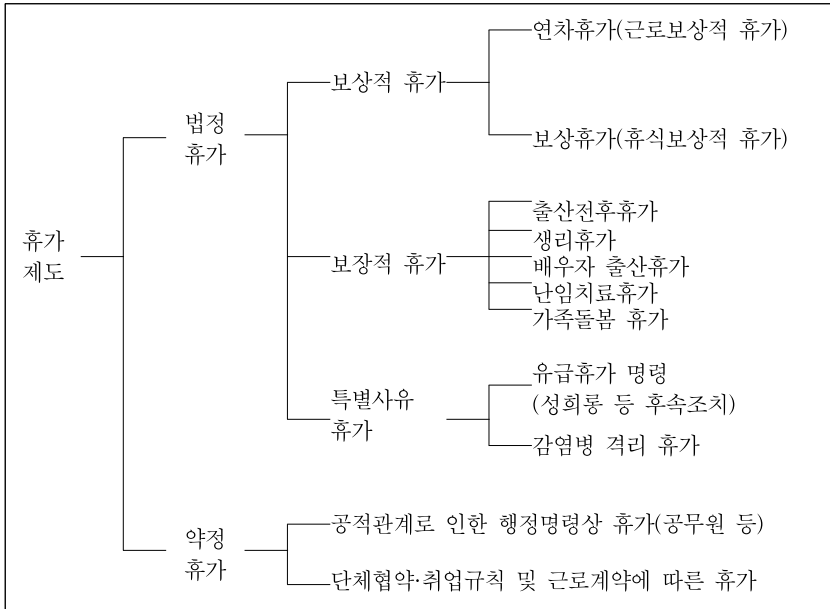 휴가
제도
법정
휴가
보상적 휴가
연차휴가(근로보상적 휴가)
보상휴가(휴식보상적 휴가)
보장적 휴가
출산전후휴가
생리휴가
배우자 출산휴가
난임치료휴가
가족돌봄 휴가
특별사유
휴가
유급휴가 명령
(성희롱 등 후속조치)
감염병 격리 휴가
약정
휴가
공적관계로 인한 행정명령상 휴가(공무원 등)
단체협약·취업규칙 및 근로계약에 따른 휴가